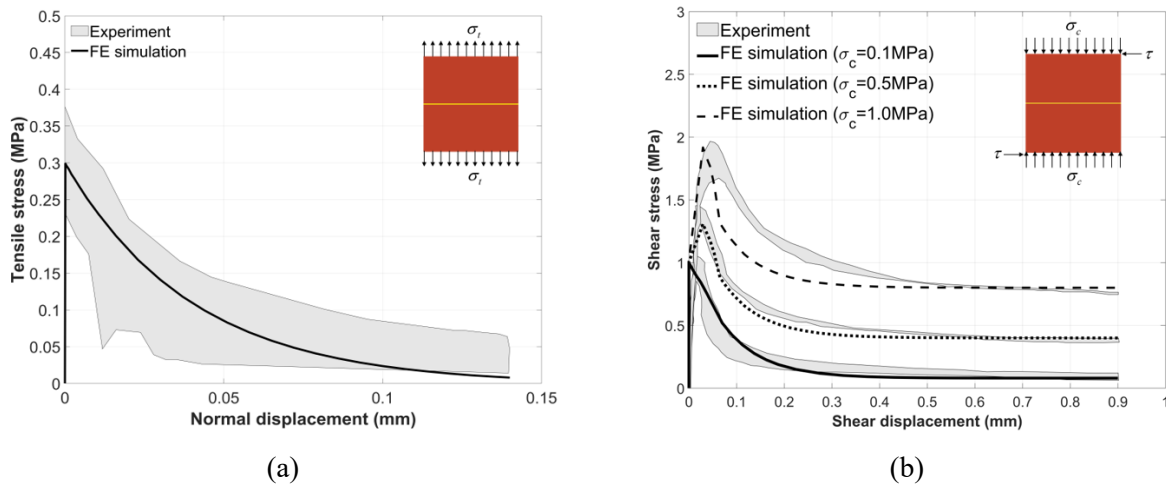 0.5
0.45
0.4
0.35
0.3
0.25
0.2
0.15
0.1
0.05
0
Tensile stress (MPa)
Experiment
FE simulation
σt
σt
0
0.05
0.1
0.15
Normal displacement (mm)
(a)
3
2.5
2
1.5
1
0.5
0
Shear stress (MPa)
Experiment
FE simulation (σc=0.1MPa)
FE simulation (σc=0.5MPa)
FE simulation (σc=1.0MPa)
σc
τ
τ
σc
0
0.1
0.2
0.3
0.4
0.5
0.6
0.7
0.8
0.9
1
Shear displacement (mm)
(b)